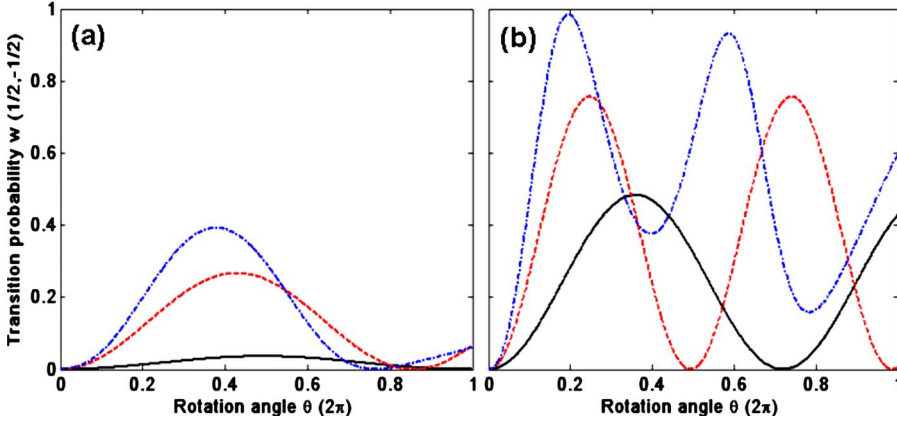 (a)
(b)
Transition probability w (1/2,-1/2)
1
0.8
0.6
0.4
0.2
0
0 0.2 0.4 0.6 0.8 1
0 0.2 0.4 0.6 0.8 1
Rotation angle θ (2π)
Rotation angle θ (2π)